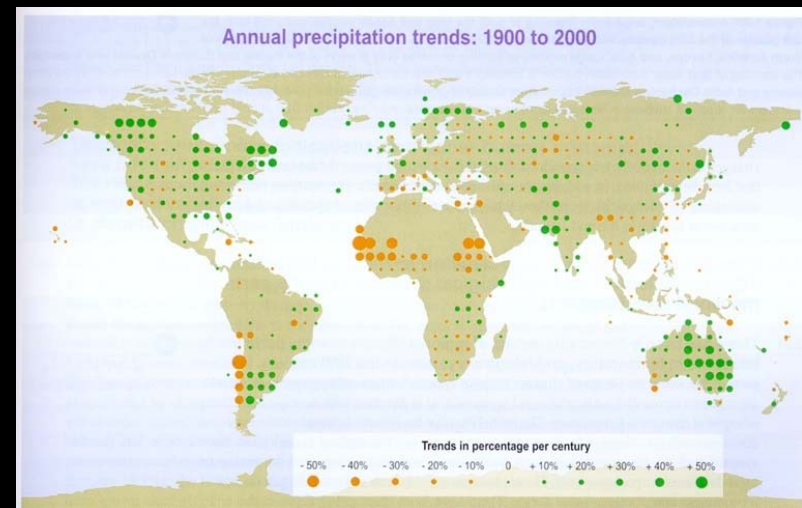 Annual precipitation trends: 1900 to 2000
Trends in percentage per century
- 50% - 40% - 30% - 20% - 10% 0 + 10% + 20% + 30% + 40% + 50%